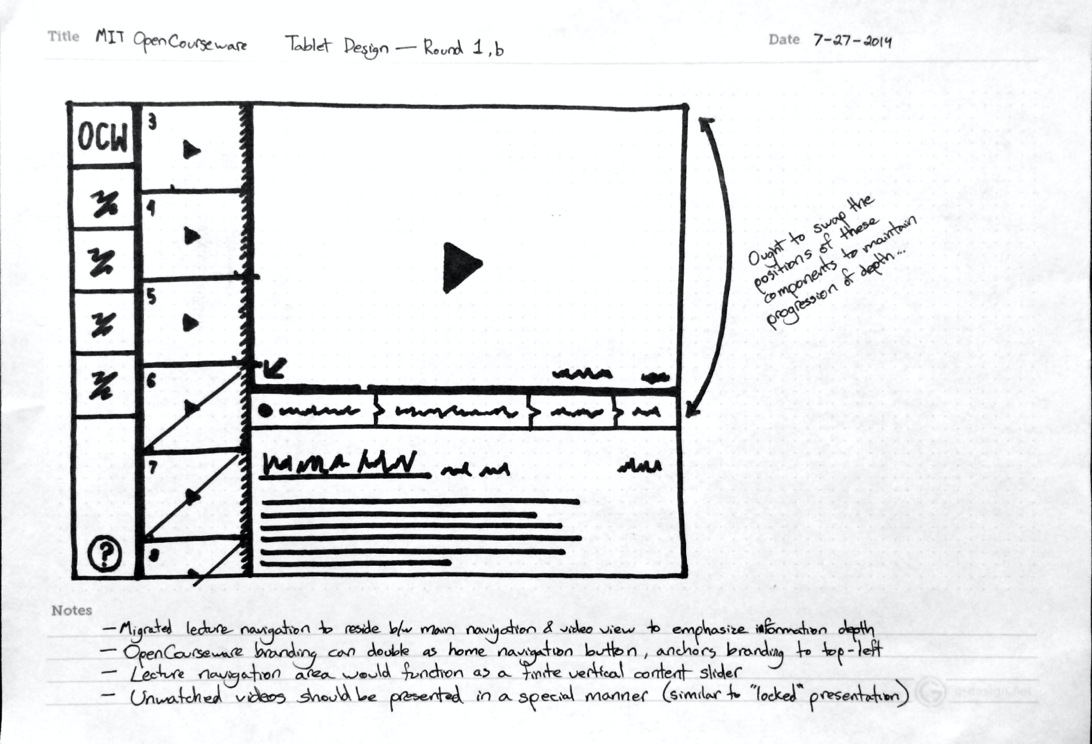 Title MIT OpenCourseware Tablet Design — Round 1.b Date 7-27-2014
OCW
3
4
5
6
7
8
?
Ought to swap the
positions of these
components to maintain
progression of depth...
Notes
— Migrated lecture navigation to reside b/w main navigation & video view to emphasize information depth
— OpenCourseware branding can double as home navigation button, anchors branding to top-left
— Lecture navigation area would function as a finite vertical content slider
— Unwatched videos should be presented in a special manner (similar to "locked" presentation)